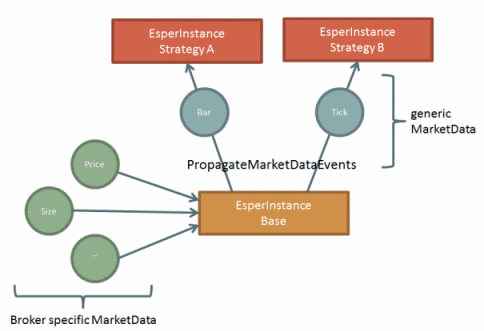 EsperInstance
Strategy A
EsperInstance
Strategy B
Bar
Tick
generic
MarketData
Price
PropagateMarketDataEvents
Size
EsperInstance
Base
...
Broker specific MarketData